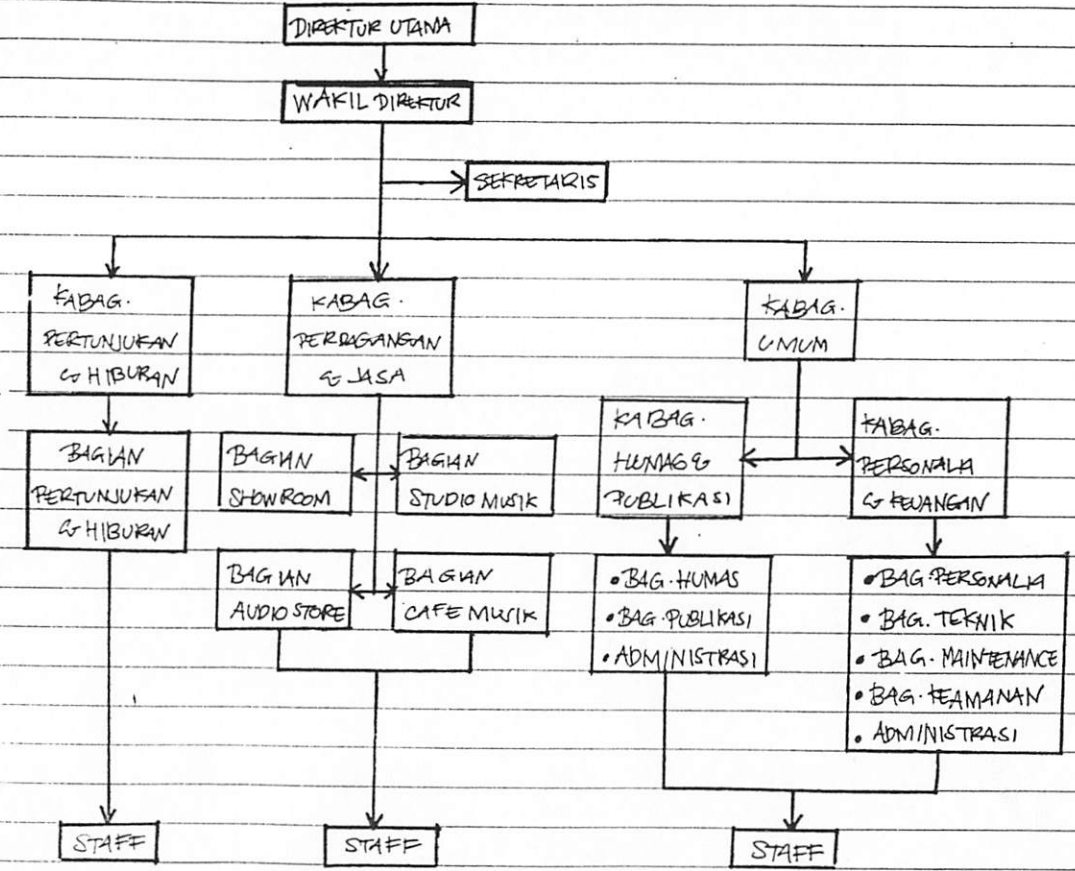 DIREKTUR UTAMA
WAKIL DIREKTUR
SEKRETARIS
KABAG.
PERTUNJUKAN
& HIBURAN
KABAG.
PERDAGANGAN
& JASA
KABAG.
UMUM
BAGIAN
PERTUNJUKAN
& HIBURAN
BAGIAN
SHOWROOM
BAGIAN
STUDIO MUSIK
KABAG.
HUMAS &
PUBLIKASI
KABAG.
PERSONALIA
& KEUANGAN
BAGIAN
AUDIO STORE
BAGIAN
CAFE MUSIK
• BAG. HUMAS
• BAG. PUBLIKASI
• ADMINISTRASI
• BAG. PERSONALIA
• BAG. TEKNIK
• BAG. MAINTENANCE
• BAG. KEAMANAN
• ADMINISTRASI
STAFF
STAFF
STAFF